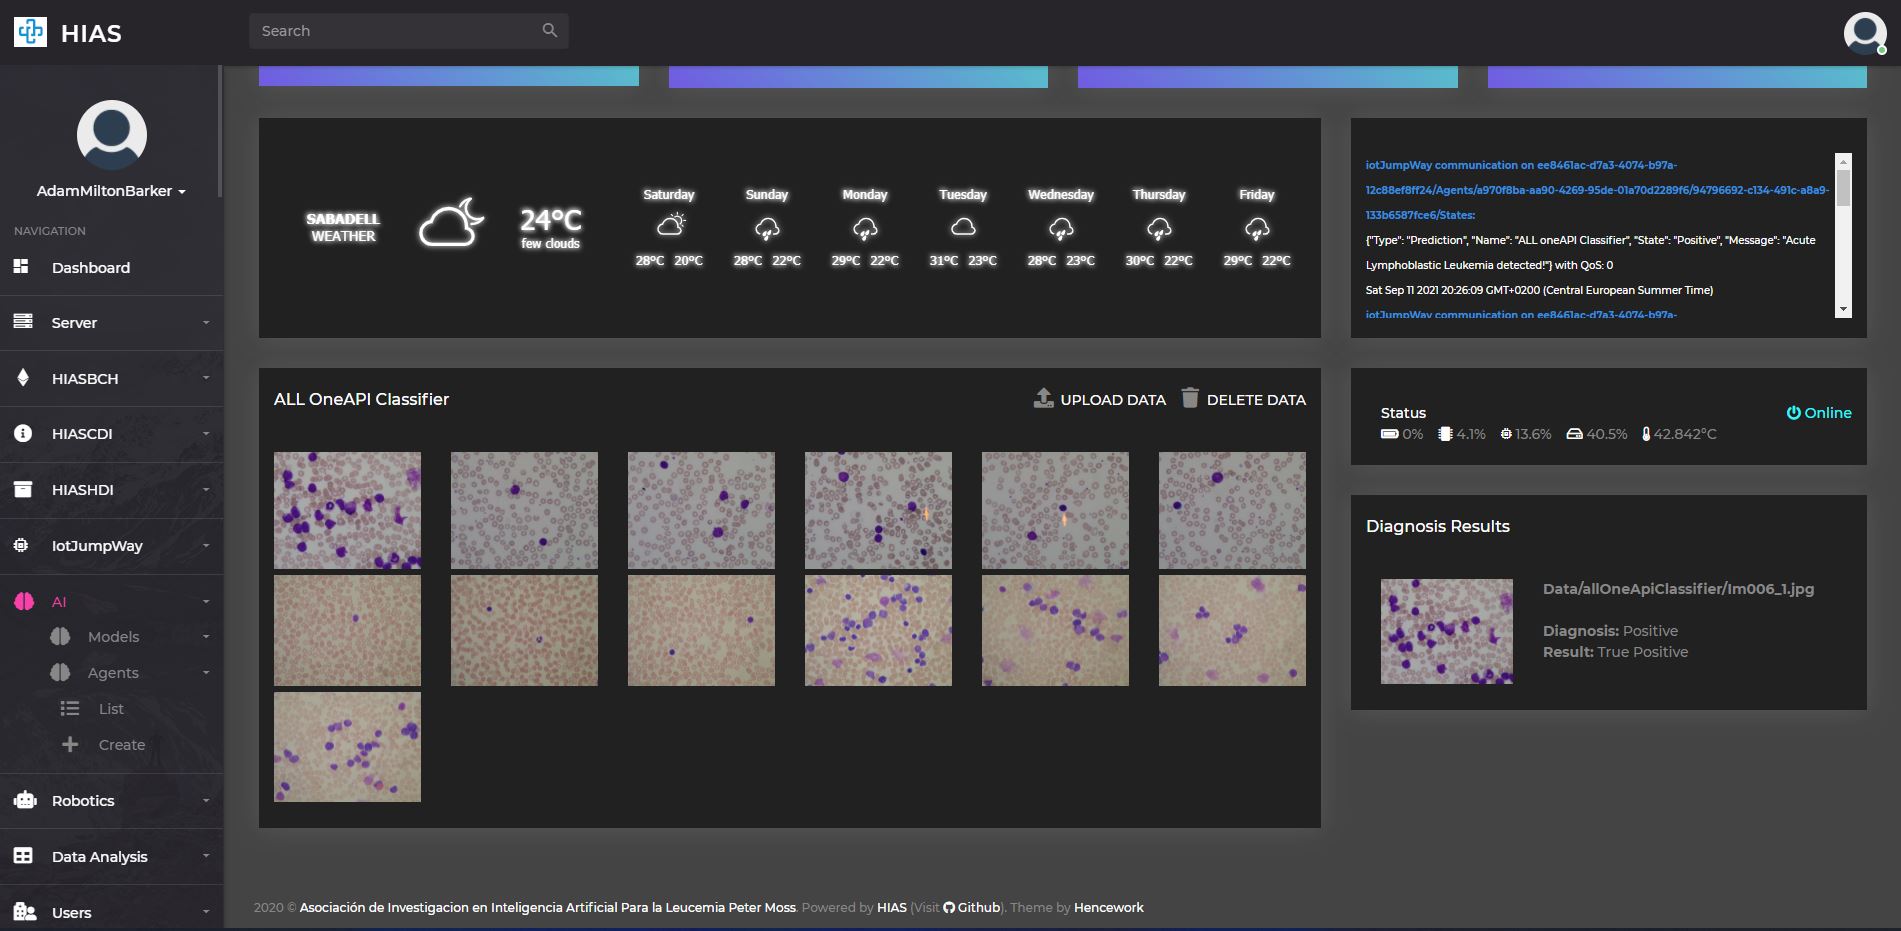 HIAS
Search
AdamMiltonBarker
NAVIGATION
Dashboard
Server
HIASBCH
HIASCDI
HIASHDI
IotJumpWay
AI
Models
Agents
List
Create
Robotics
Data Analysis
Users
SABADELL
WEATHER
24°C
few clouds
Saturday Sunday Monday Tuesday Wednesday Thursday Friday
28°C 20°C 28°C 22°C 29°C 22°C 31°C 23°C 28°C 23°C 30°C 22°C 29°C 22°C
iotJumpWay communication on ee8461ac-d7a3-4074-b97a-
12c88ef8ff24/Agents/a970f8ba-aa90-4269-95de-01a70d2289f6/94796692-c134-491c-a8a9-
133b6587fce6/States:
{"Type": "Prediction", "Name": "ALL oneAPI Classifier", "State": "Positive", "Message": "Acute
Lymphoblastic Leukemia detected!"} with QoS: 0
Sat Sep 11 2021 20:26:09 GMT+0200 (Central European Summer Time)
iotJumpWay communication on ee8461ac-d7a3-4074-b97a-
ALL OneAPI Classifier
UPLOAD DATA DELETE DATA
Status
Online
0% 4.1% 13.6% 40.5% 42.842°C
Diagnosis Results
Data/allOneApiClassifier/Im006_1.jpg
Diagnosis: Positive
Result: True Positive
2020 © Asociación de Investigacion en Inteligencia Artificial Para la Leucemia Peter Moss. Powered by HIAS (Visit Github). Theme by Hencework